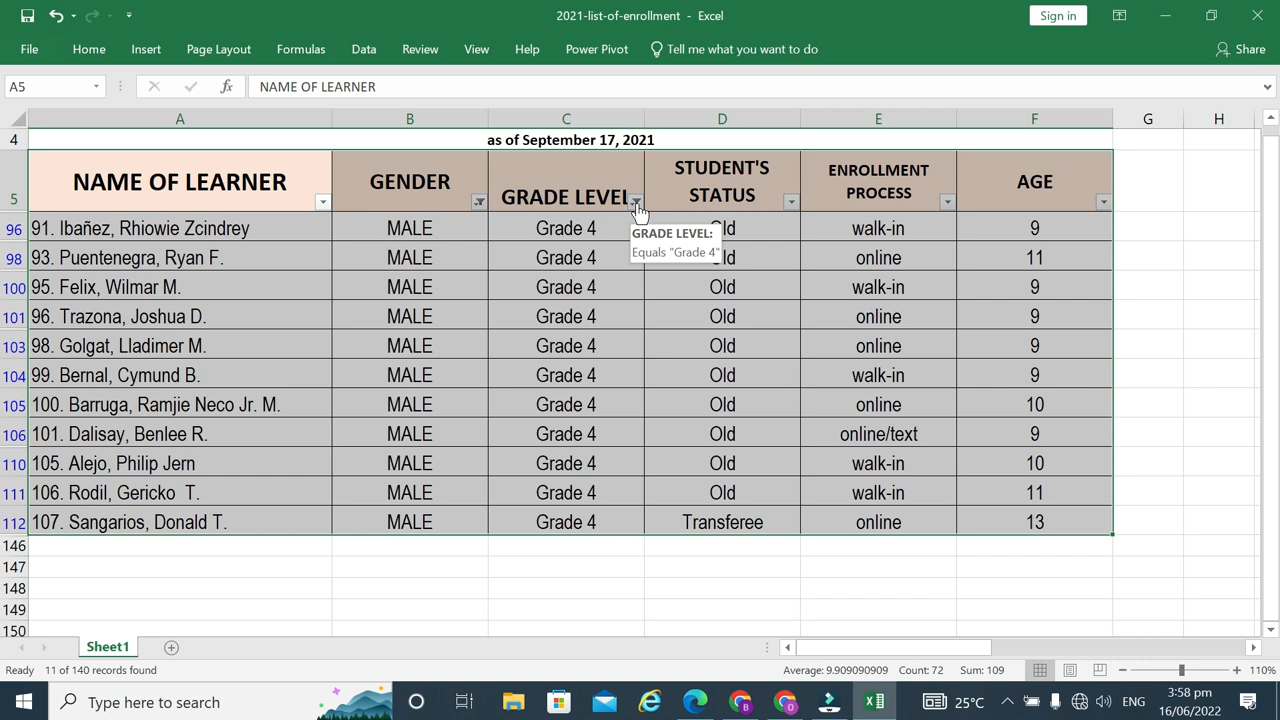 2021-list-of-enrollment - Excel
Sign in
File Home Insert Page Layout Formulas Data Review View Help Power Pivot Tell me what you want to do Share
A5 fx NAME OF LEARNER
A B C D E F G H
4 as of September 17, 2021
5 NAME OF LEARNER GENDER GRADE LEVEL STUDENT'S STATUS ENROLLMENT PROCESS AGE
96 91. Ibañez, Rhiowie Zcindrey MALE Grade 4 Old walk-in 9
GRADE LEVEL:
Equals "Grade 4"
98 93. Puentenegra, Ryan F. MALE Grade 4 Old online 11
100 95. Felix, Wilmar M. MALE Grade 4 Old walk-in 9
101 96. Trazona, Joshua D. MALE Grade 4 Old online 9
103 98. Golgat, Lladimer M. MALE Grade 4 Old online 9
104 99. Bernal, Cymund B. MALE Grade 4 Old walk-in 9
105 100. Barruga, Ramjie Neco Jr. M. MALE Grade 4 Old online 10
106 101. Dalisay, Benlee R. MALE Grade 4 Old online/text 9
110 105. Alejo, Philip Jern MALE Grade 4 Old walk-in 10
111 106. Rodil, Gericko T. MALE Grade 4 Old walk-in 11
112 107. Sangarios, Donald T. MALE Grade 4 Transferee online 13
146
147
148
149
150
Sheet1
Ready 11 of 140 records found Average: 9.909090909 Count: 72 Sum: 109 110%
Type here to search 25°C ENG 3:58 pm
16/06/2022